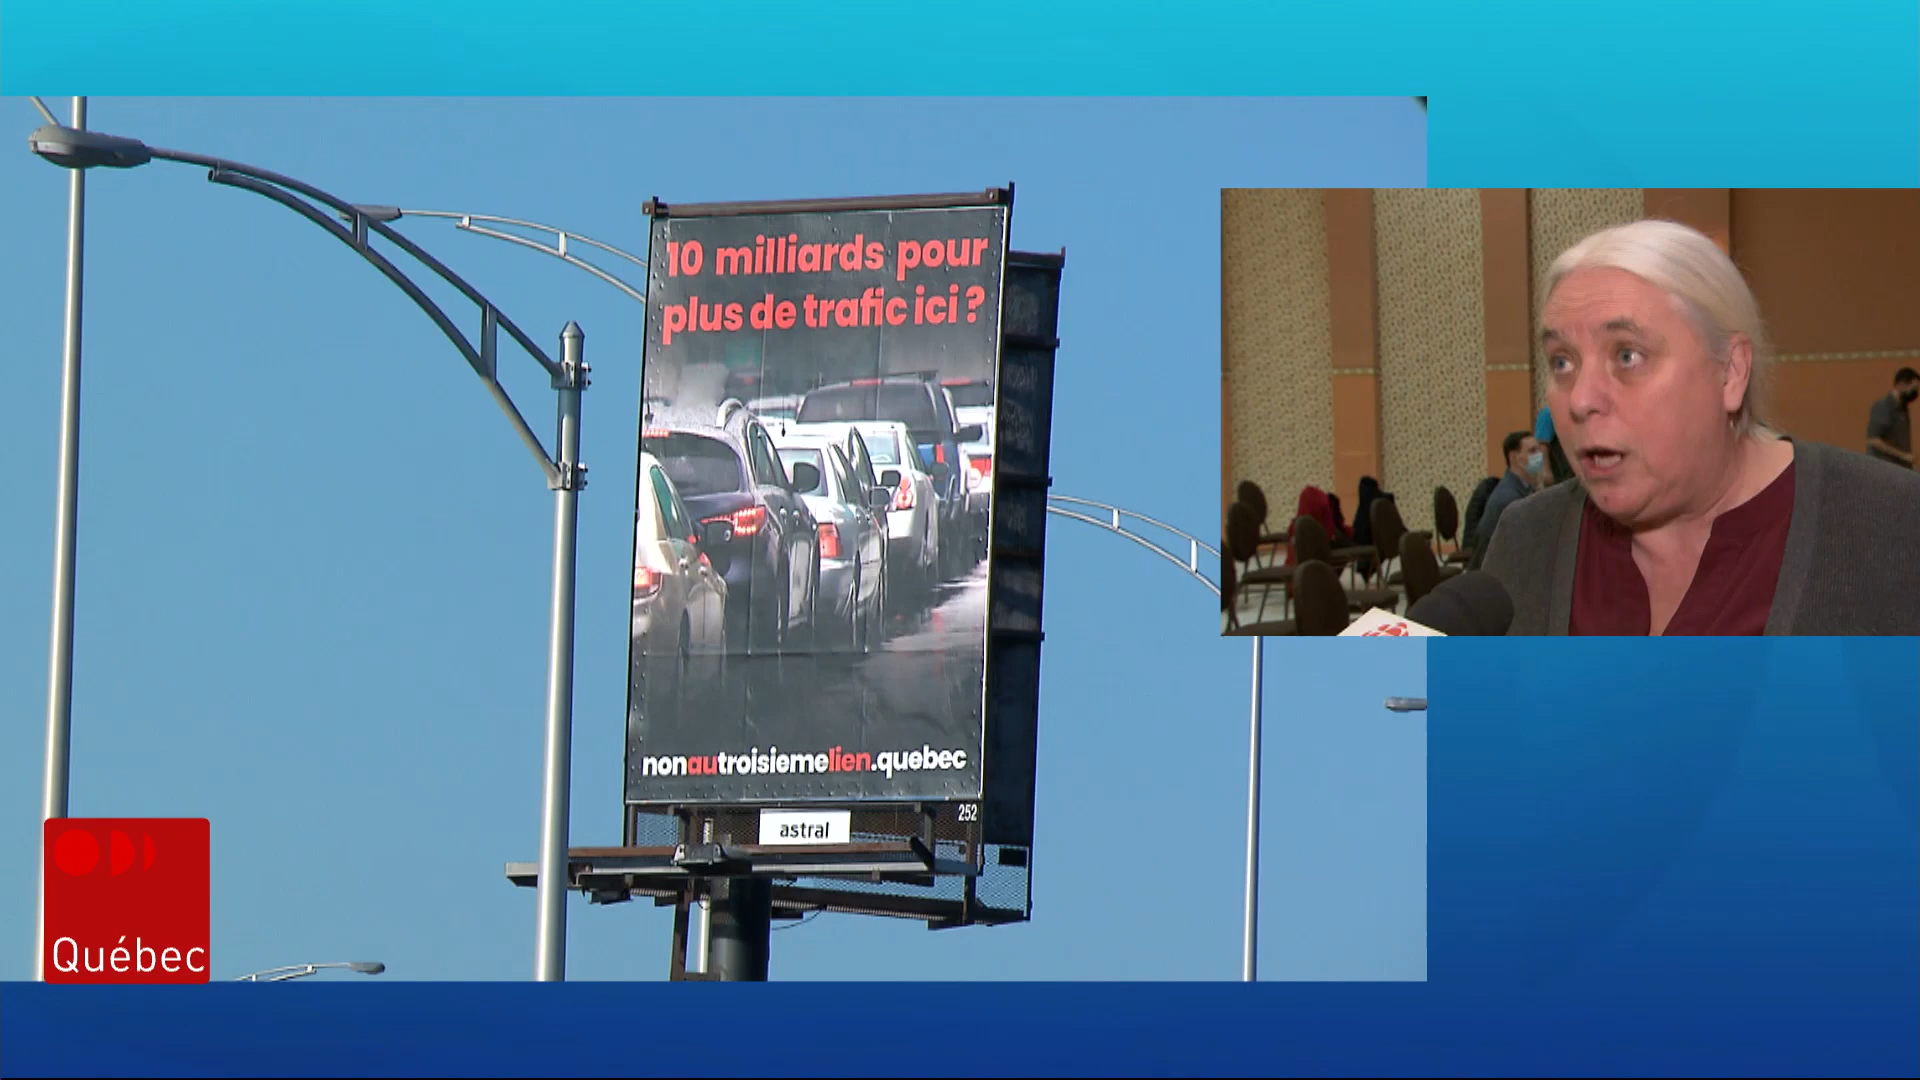 10 milliards pour
plus de trafic ici ?
nonautroisiemelien.quebec
252
astral
Québec